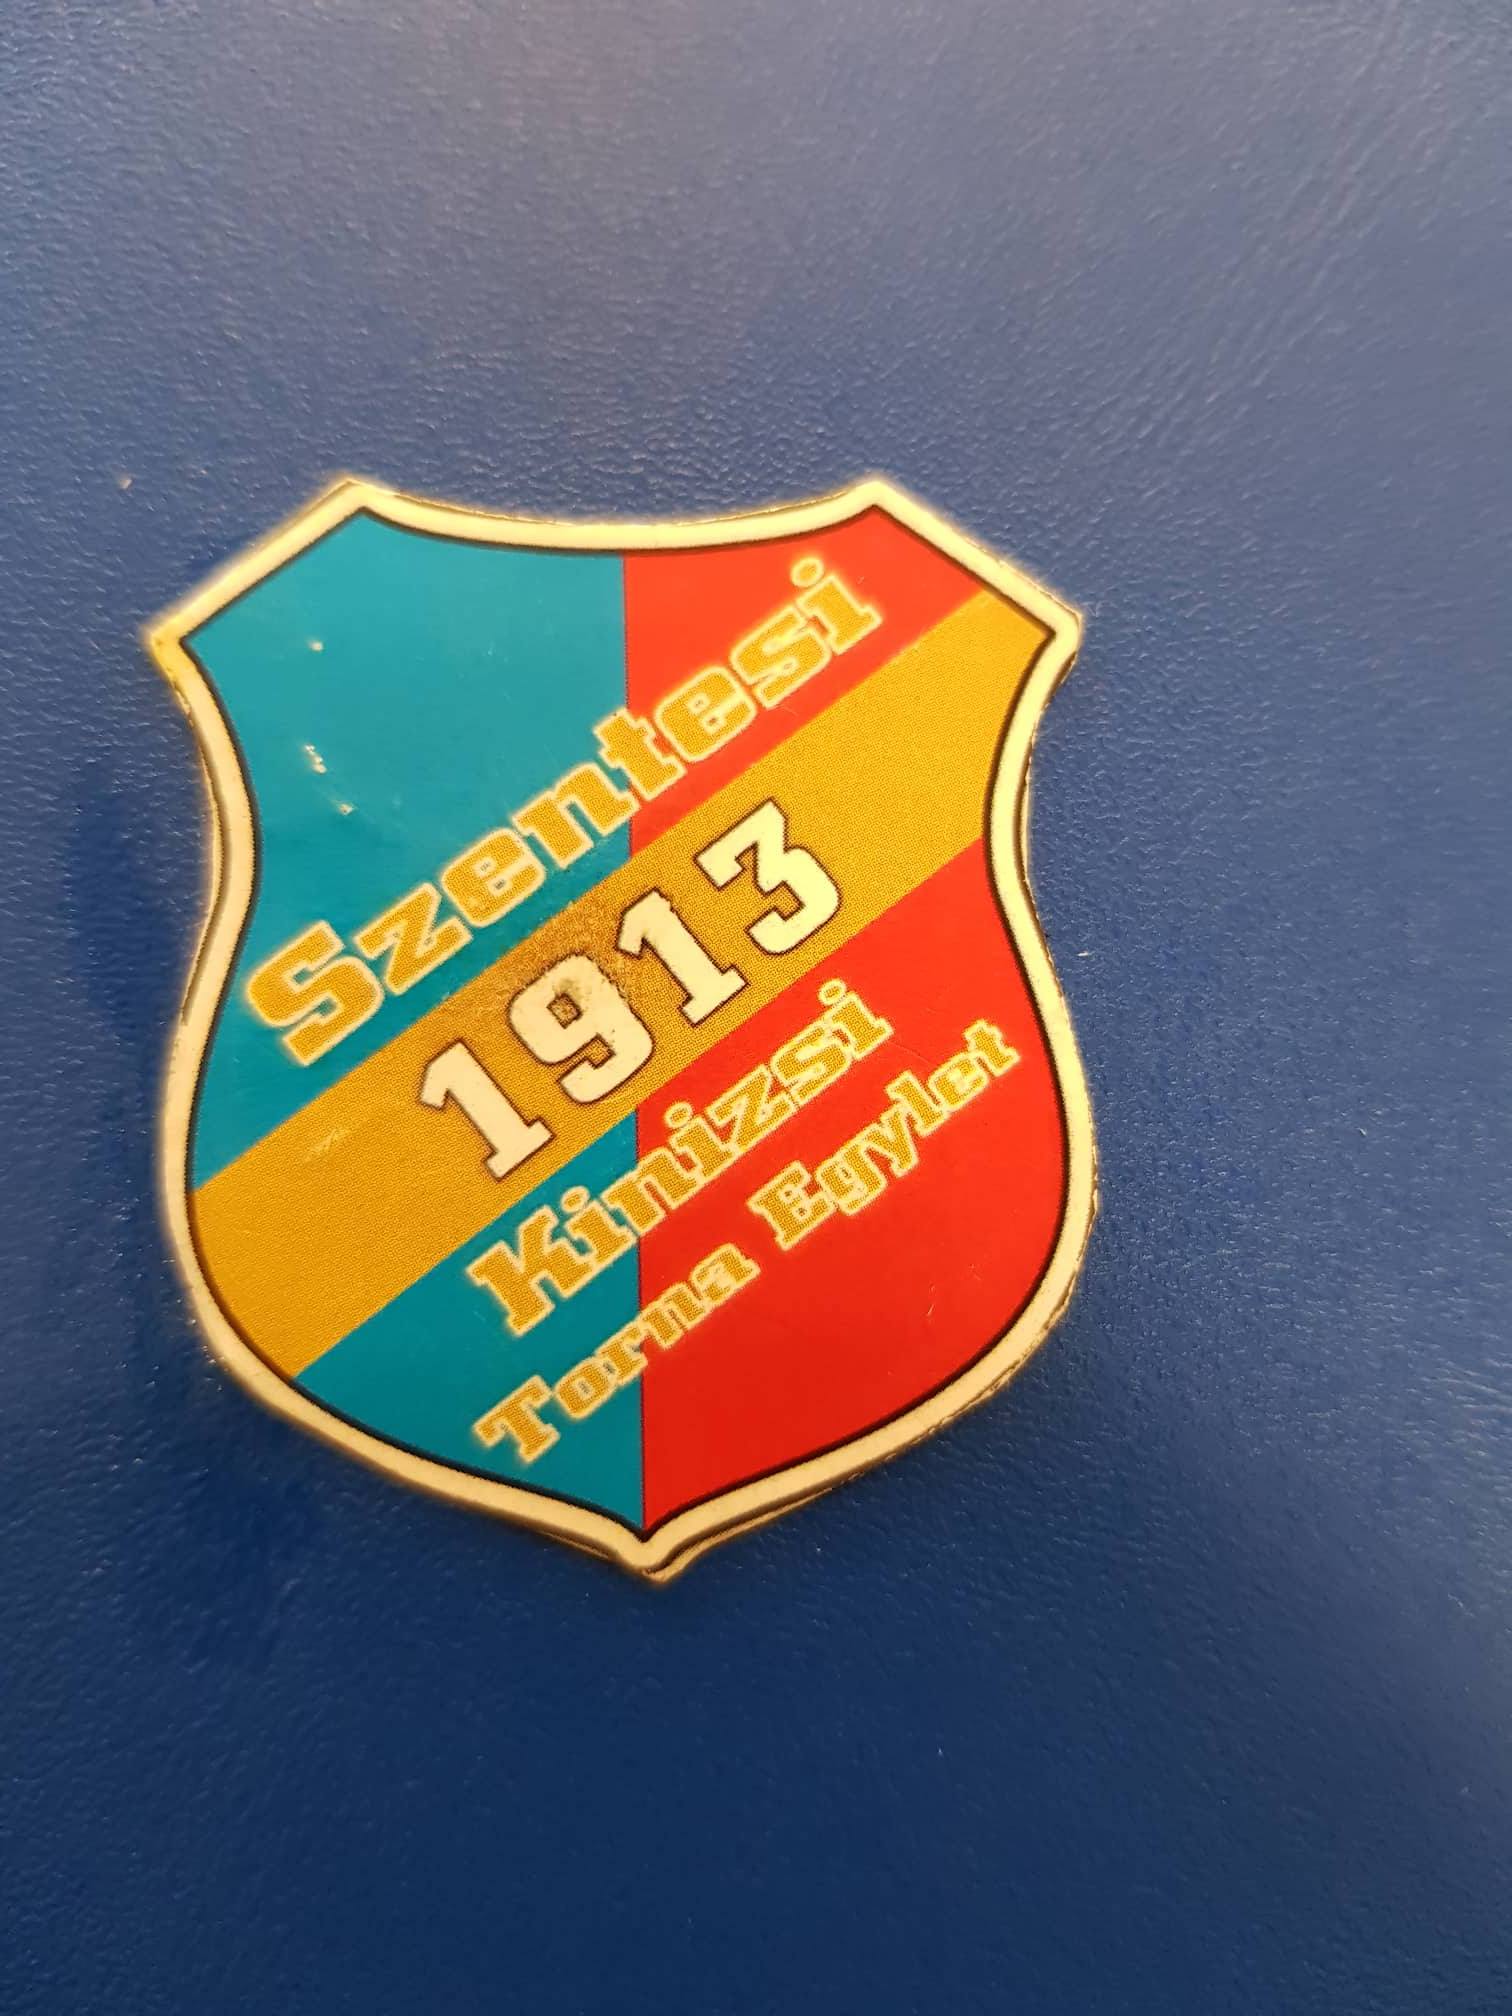 Szentesi
1913
Kinizsi
Torna Egylet